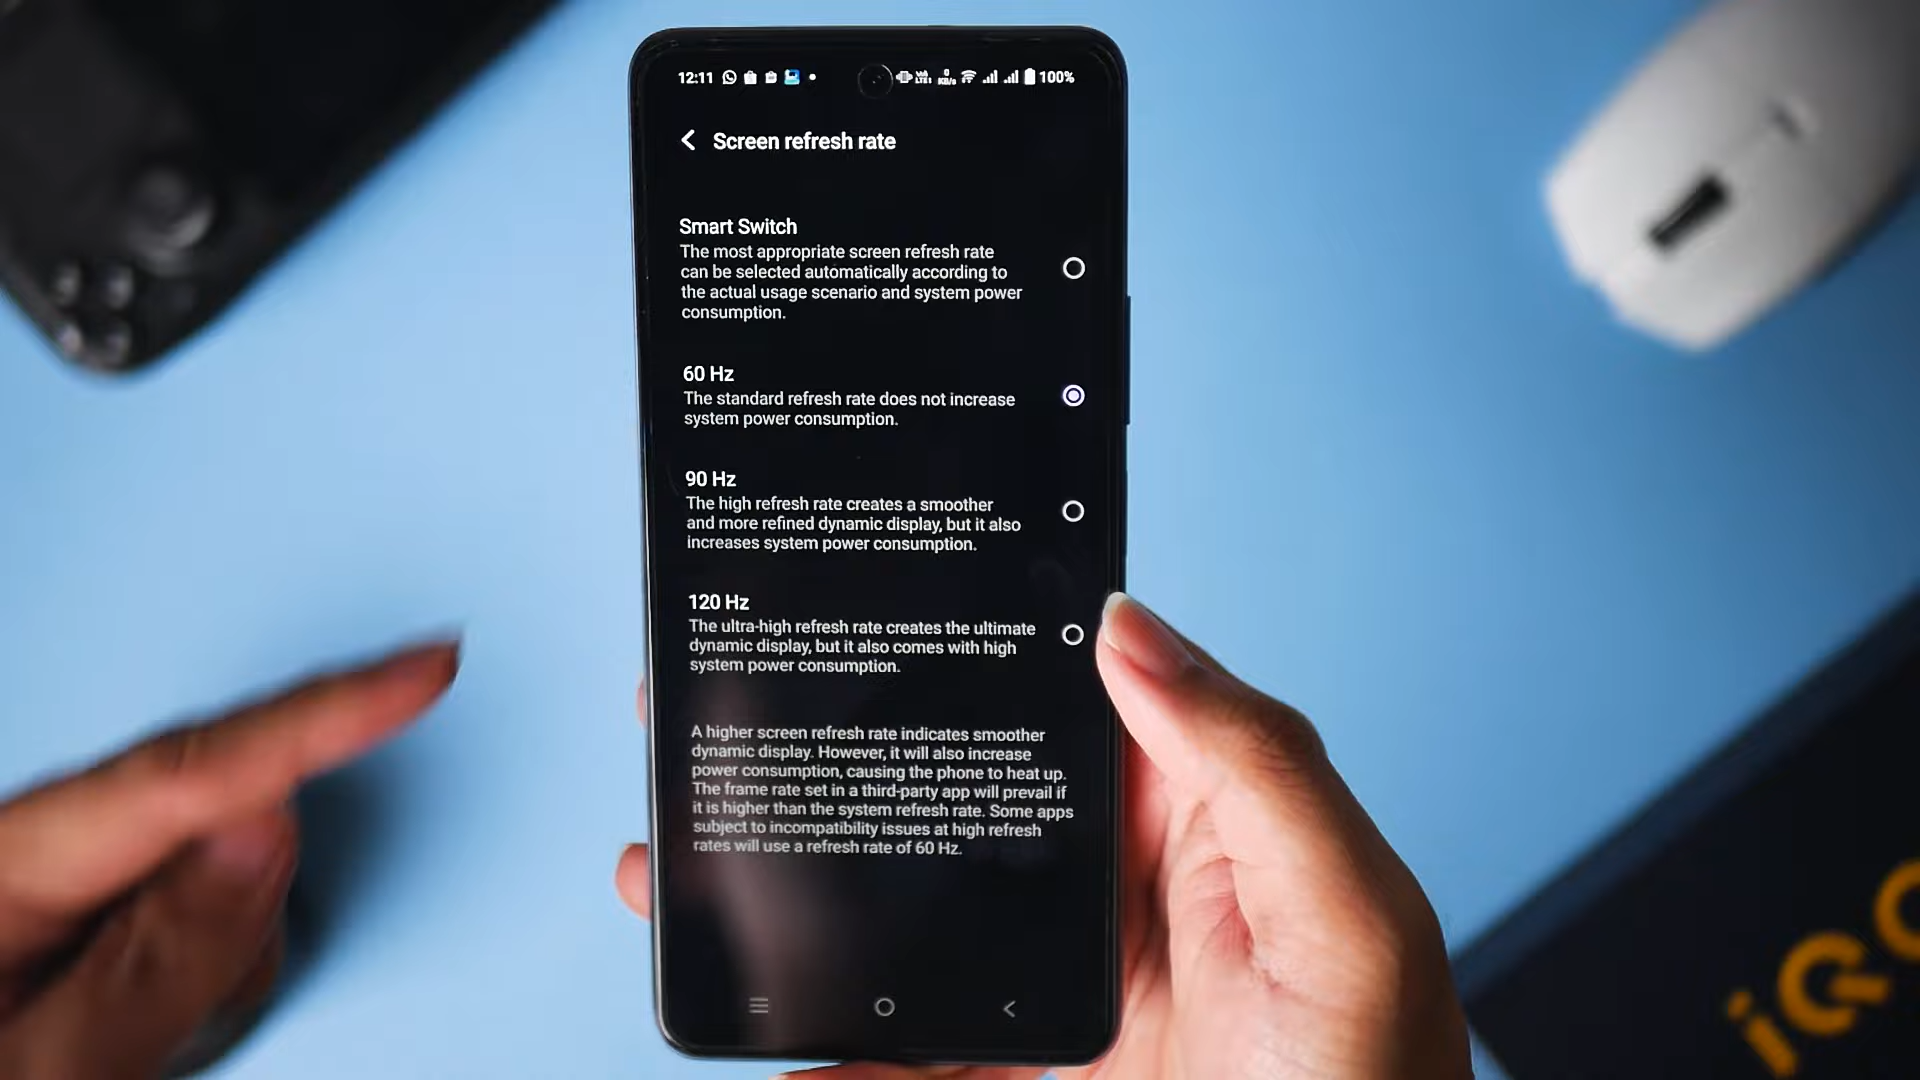 12:11 100%
Screen refresh rate
Smart Switch
The most appropriate screen refresh rate
can be selected automatically according to
the actual usage scenario and system power
consumption.
60 Hz
The standard refresh rate does not increase
system power consumption.
90 Hz
The high refresh rate creates a smoother
and more refined dynamic display, but it also
increases system power consumption.
120 Hz
The ultra-high refresh rate creates the ultimate
dynamic display, but it also comes with high
system power consumption.
A higher screen refresh rate indicates smoother
dynamic display. However, it will also increase
power consumption, causing the phone to heat up.
The frame rate set in a third-party app will prevail if
it is higher than the system refresh rate. Some apps
subject to incompatibility issues at high refresh
rates will use a refresh rate of 60 Hz.
iQO